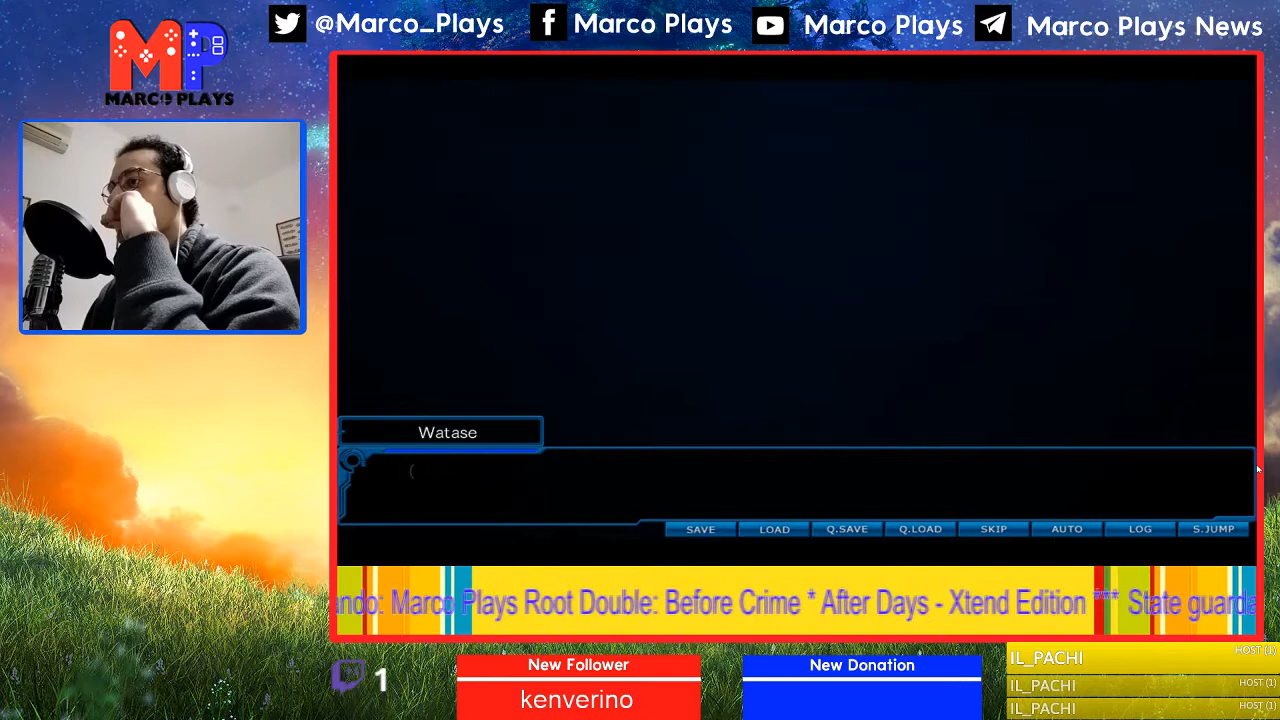 @Marco_Plays
Marco Plays
Marco Plays
Marco Plays News
MP
MARCO PLAYS
Watase
(
SAVE
LOAD
Q.SAVE
Q.LOAD
SKIP
AUTO
LOG
S.JUMP
ando: Marco Plays Root Double: Before Crime * After Days - Xtend Edition *** State guarda
1
New Follower
kenverino
New Donation
IL_PACHI
HOST (1)
IL_PACHI
HOST (1)
IL_PACHI
HOST (1)